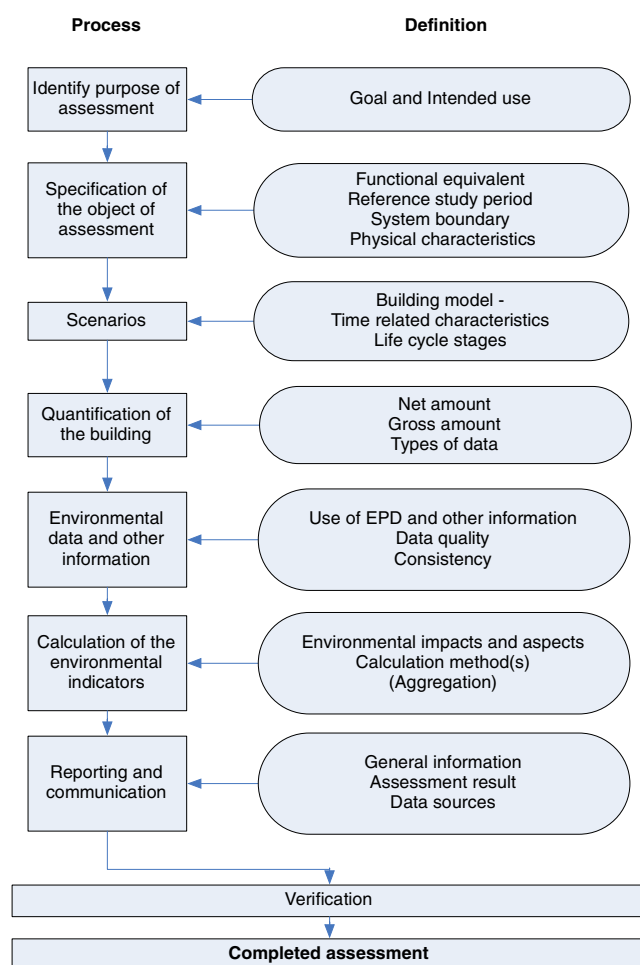 Process
Definition
Identify purpose of
assessment
Goal and Intended use
Specification of
the object of
assessment
Functional equivalent
Reference study period
System boundary
Physical characteristics
Scenarios
Building model -
Time related characteristics
Life cycle stages
Quantification of
the building
Net amount
Gross amount
Types of data
Environmental
data and other
information
Use of EPD and other information
Data quality
Consistency
Calculation of the
environmental
indicators
Environmental impacts and aspects
Calculation method(s)
(Aggregation)
Reporting and
communication
General information
Assessment result
Data sources
Verification
Completed assessment